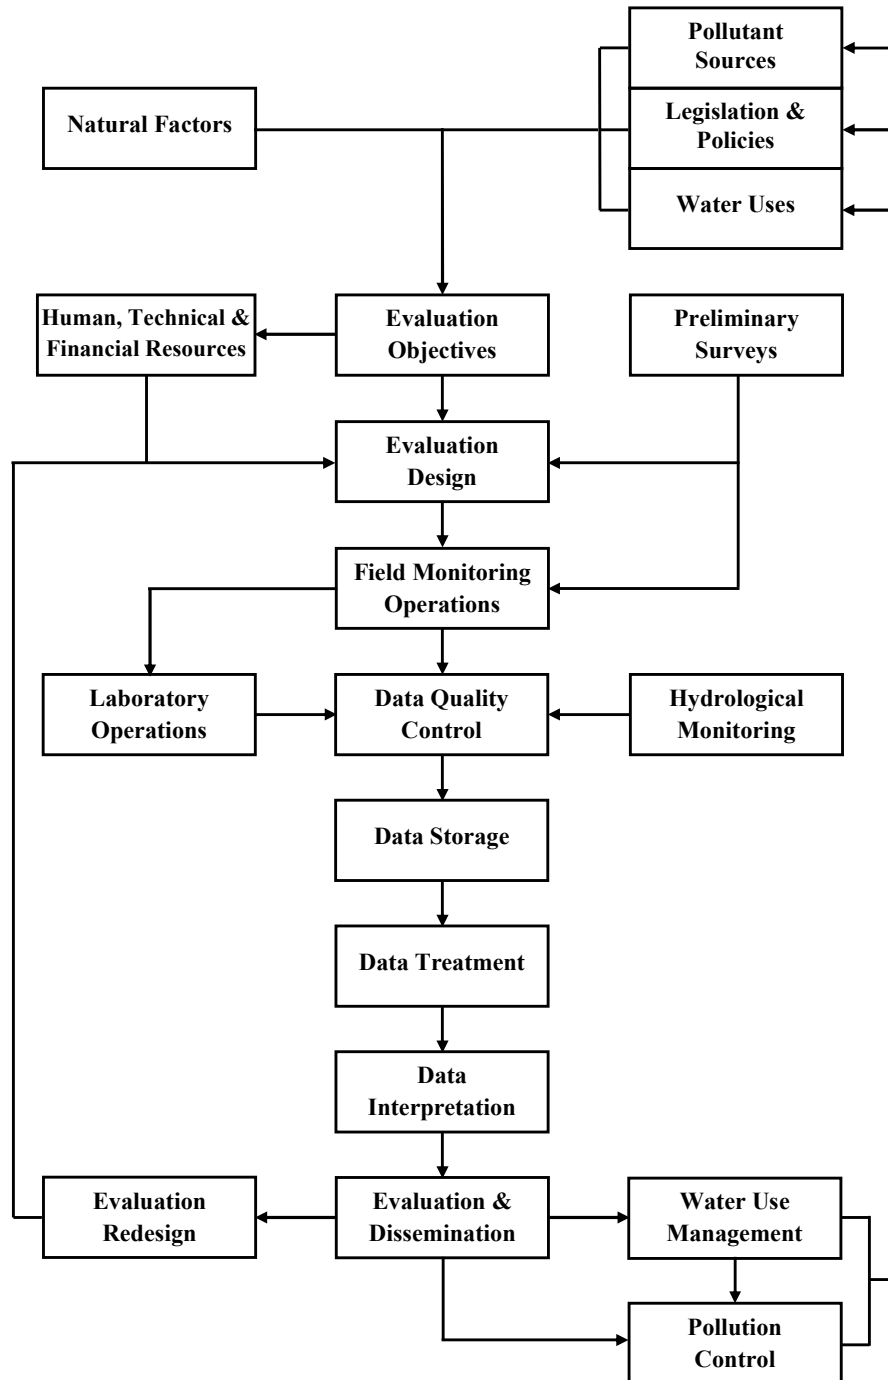 Pollutant
Sources
Natural Factors
Legislation &
Policies
Water Uses
Human, Technical &
Financial Resources
Evaluation
Objectives
Preliminary
Surveys
Evaluation
Design
Field Monitoring
Operations
Laboratory
Operations
Data Quality
Control
Hydrological
Monitoring
Data Storage
Data Treatment
Data
Interpretation
Evaluation
Redesign
Evaluation &
Dissemination
Water Use
Management
Pollution
Control